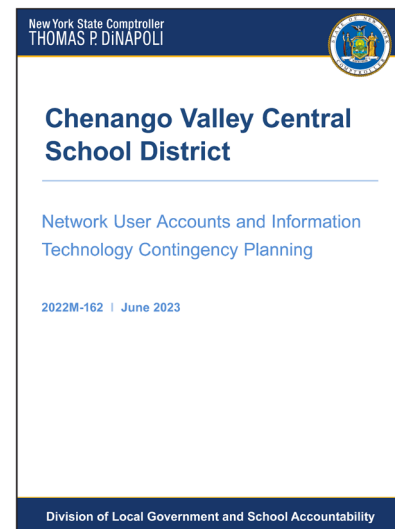 New York State Comptroller
THOMAS P. DiNAPOLI
Chenango Valley Central
School District
Network User Accounts and Information
Technology Contingency Planning
2022M-162 | June 2023
Division of Local Government and School Accountability